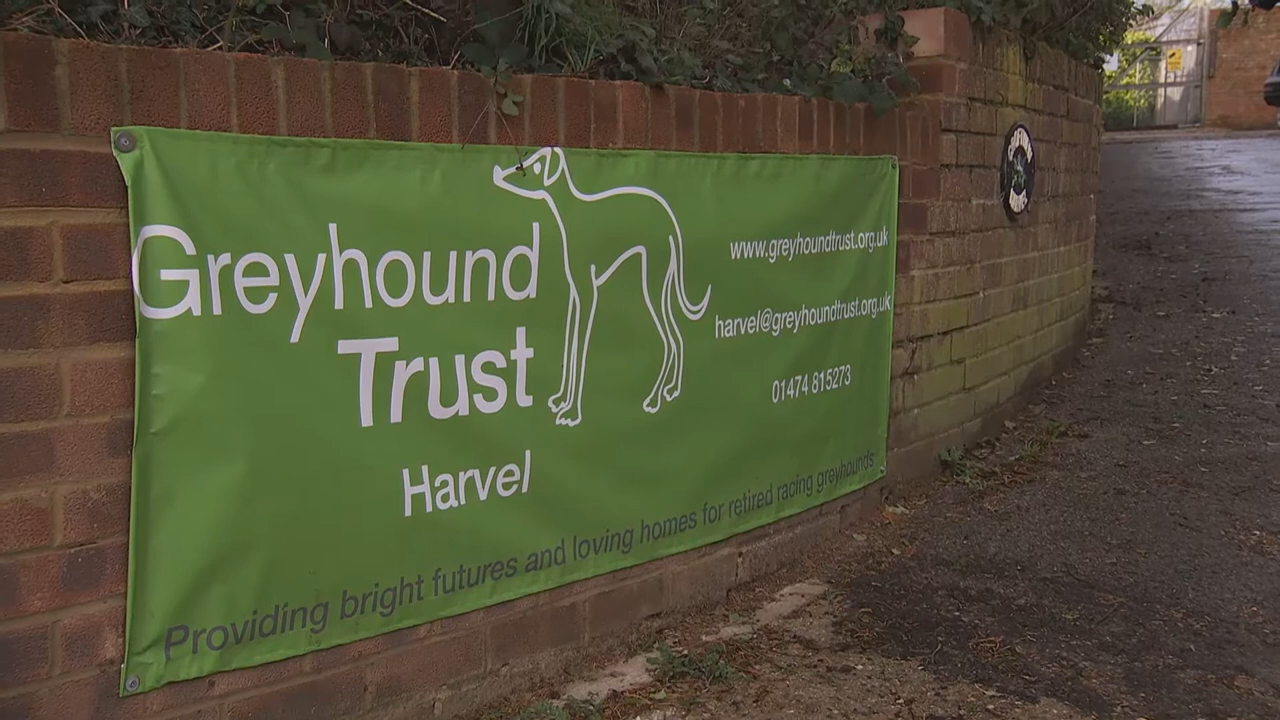 Greyhound
Trust
Harvel
www.greyhoundtrust.org.uk
harvel@greyhoundtrust.org.uk
01474 815273
Providing bright futures and loving homes for retired racing greyhounds